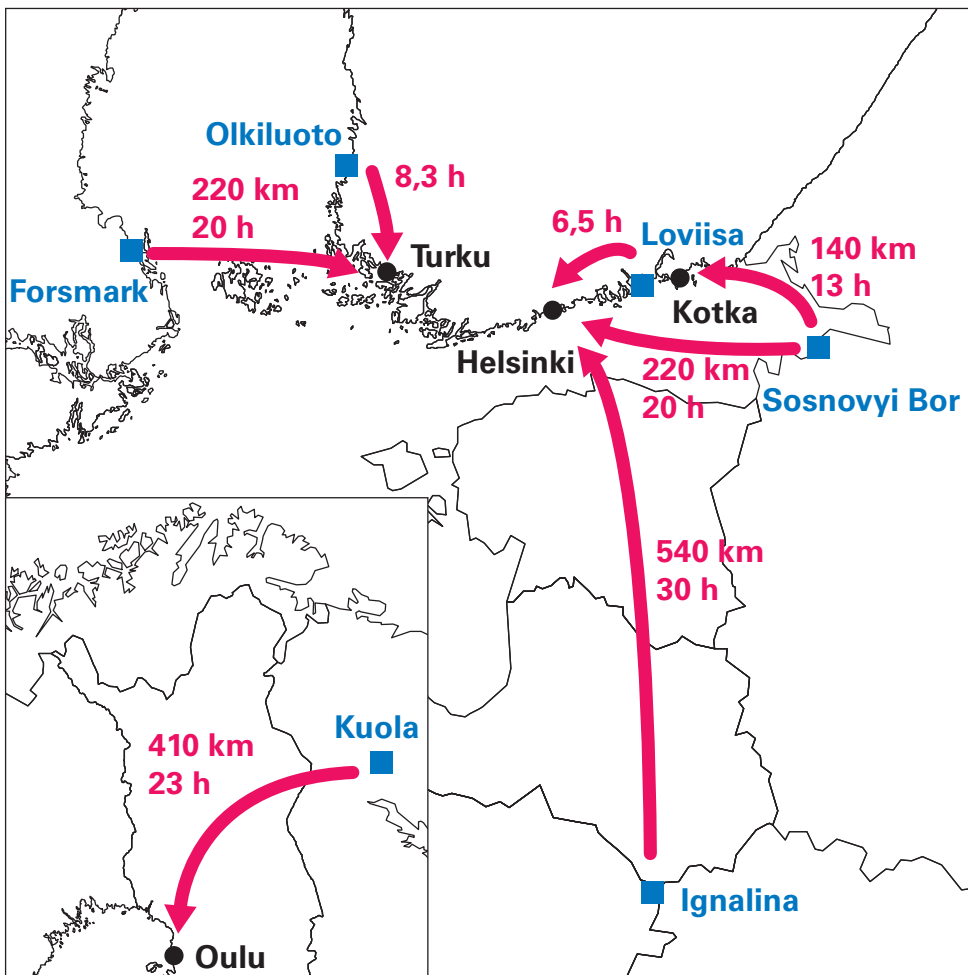 Olkiluoto
8,3 h
220 km
20 h
Forsmark
Turku
6,5 h
Loviisa
140 km
13 h
Kotka
Helsinki
220 km
20 h
Sosnovyi Bor
540 km
30 h
Kuola
410 km
23 h
Ignalina
Oulu